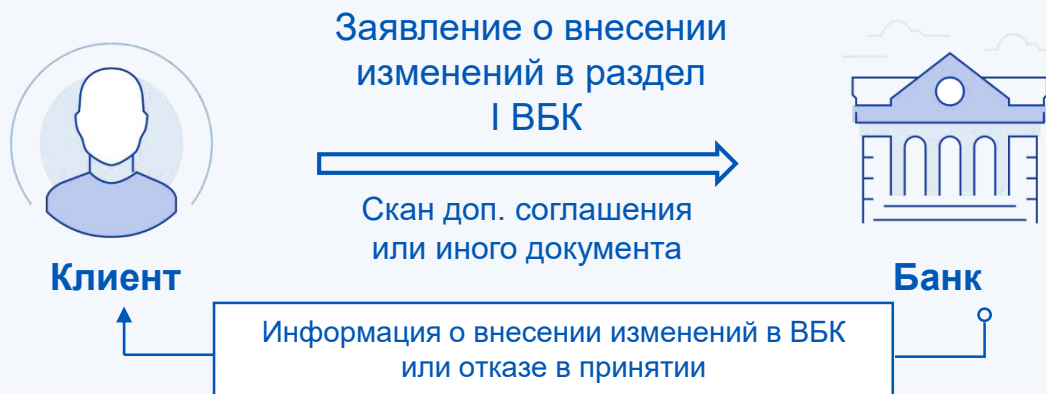 Заявление о внесении
изменений в раздел
I ВБК
Скан доп. соглашения
или иного документа
Клиент
Банк
Информация о внесении изменений в ВБК
или отказе в принятии